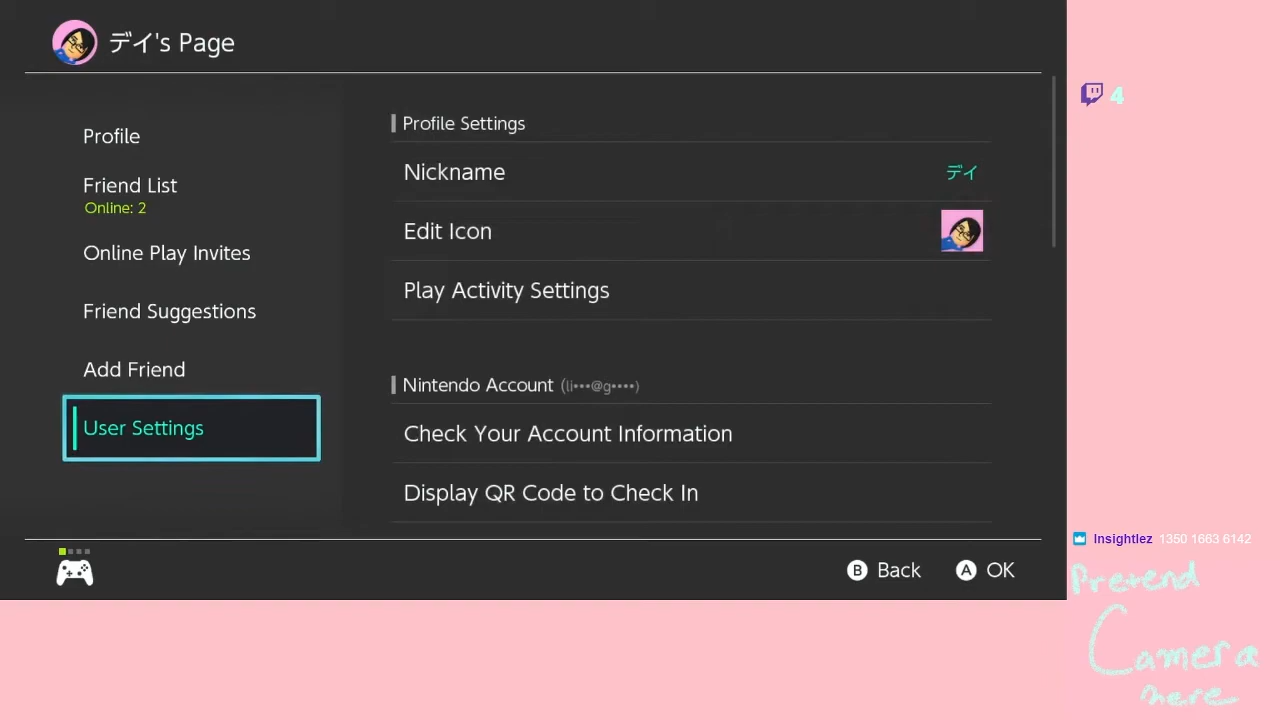 デイ's Page
Profile
Friend List
Online: 2
Online Play Invites
Friend Suggestions
Add Friend
User Settings
Profile Settings
Nickname デイ
Edit Icon
Play Activity Settings
Nintendo Account (li•••@g••••)
Check Your Account Information
Display QR Code to Check In
B Back
A OK
4
Insightlez 1350 1663 6142
Pretend
Camera
here